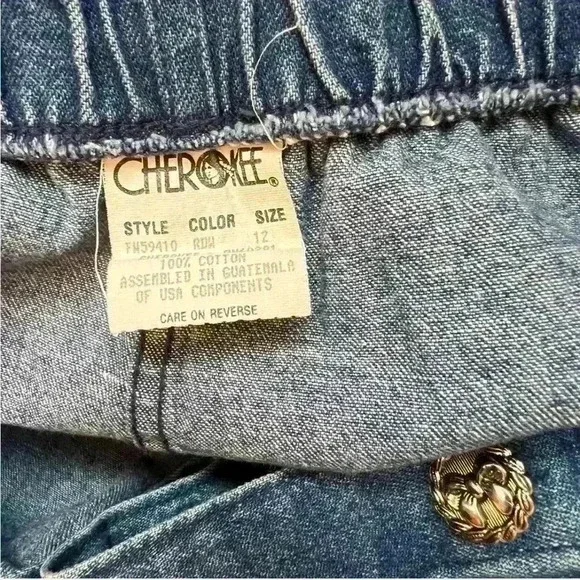 CHEROKEE®
STYLE COLOR SIZE
FW59410 RDW 12
100% COTTON
ASSEMBLED IN GUATEMALA
OF USA COMPONENTS
CARE ON REVERSE